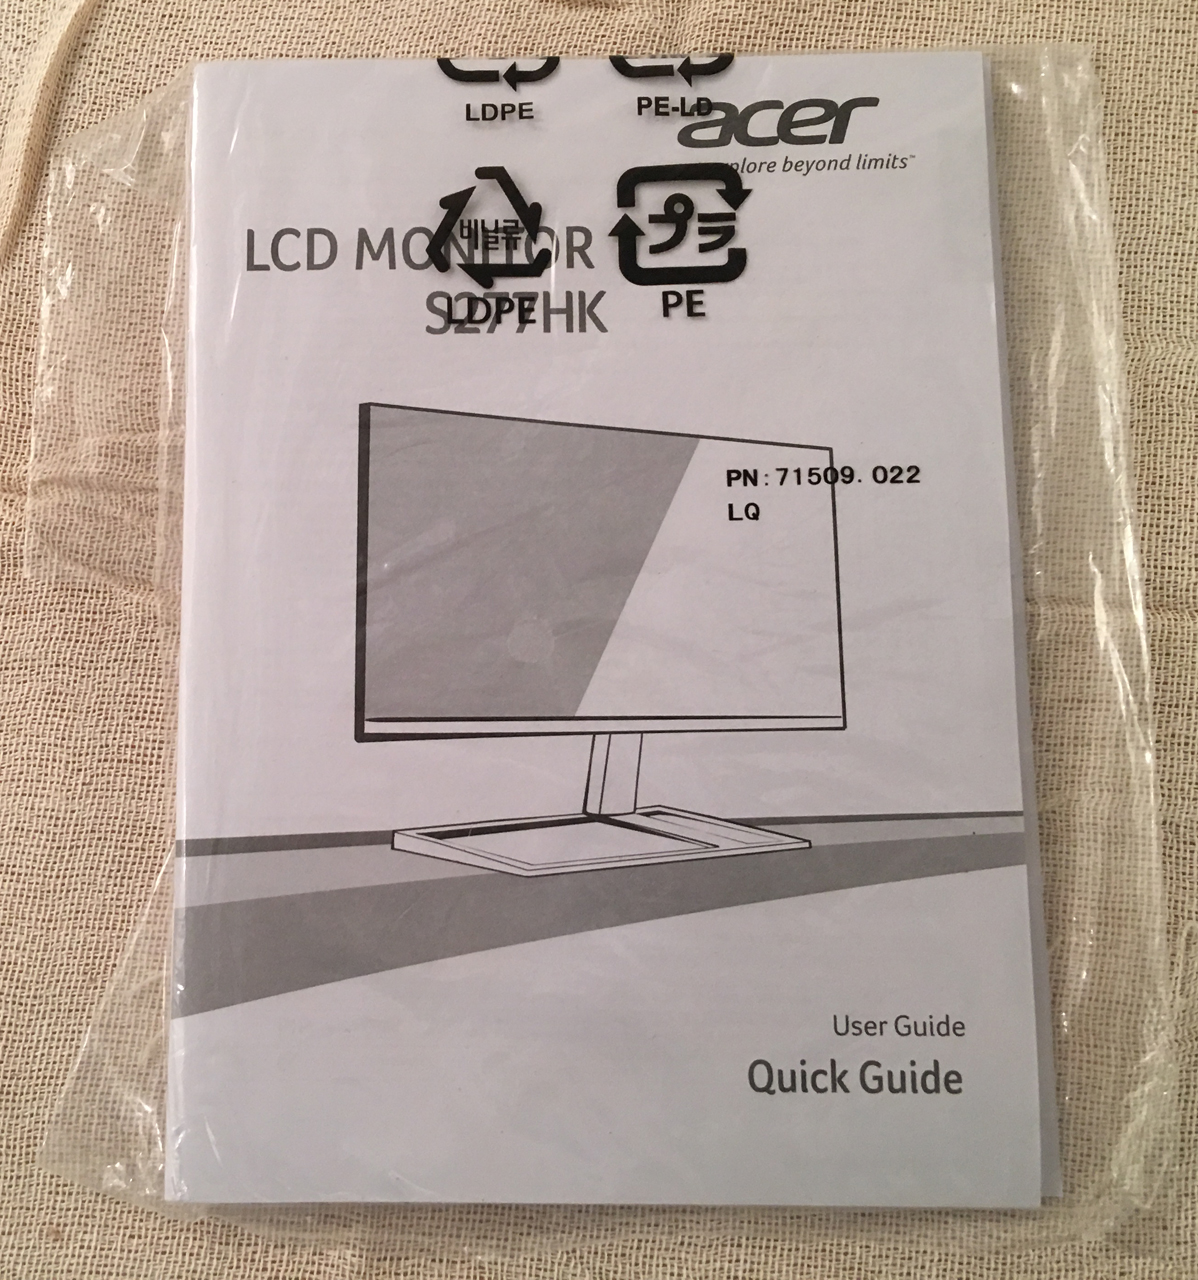 LDPE
PE-LD
acer
explore beyond limits™
비닐류
プラ
LCD MONITOR
LDPE
PE
S277HK
PN:71509.022
LQ
User Guide
Quick Guide